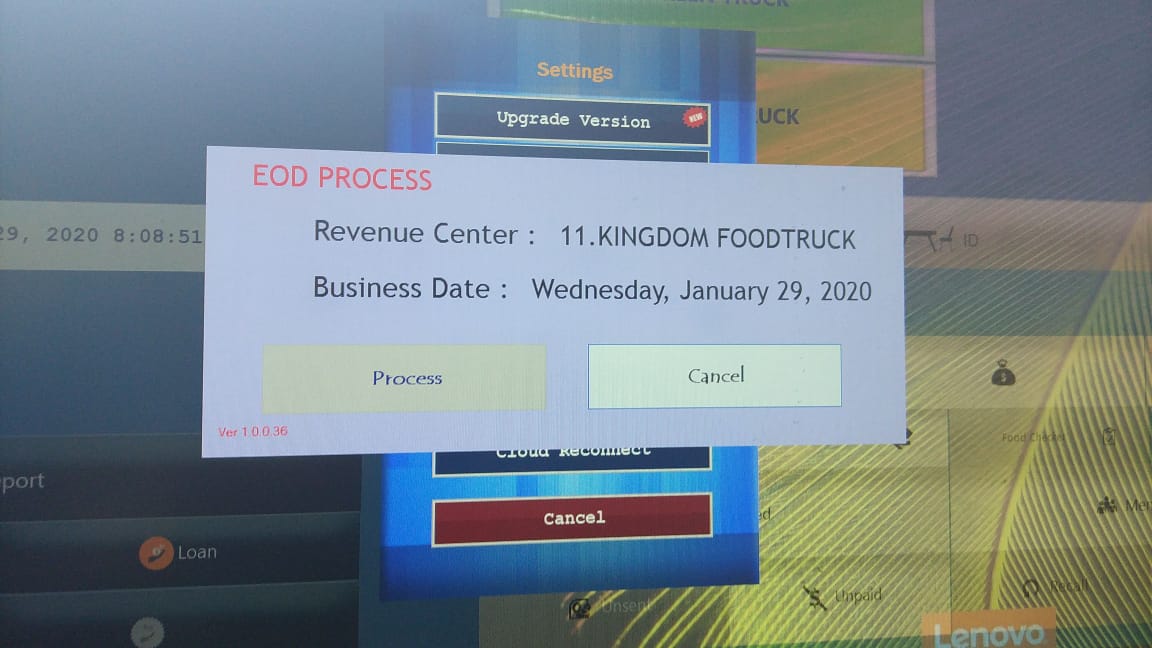 TRUCK
Settings
Upgrade Version
NEW
UCK
EOD PROCESS
29, 2020 8:08:51
Revenue Center : 11.KINGDOM FOODTRUCK
ID
Business Date : Wednesday, January 29, 2020
Process
Cancel
Ver 1.0.0.36
Food Checker
Cloud Reconnect
port
Mem
Cancel
ed
Loan
Unsent
Unpaid
Recall
Lenovo